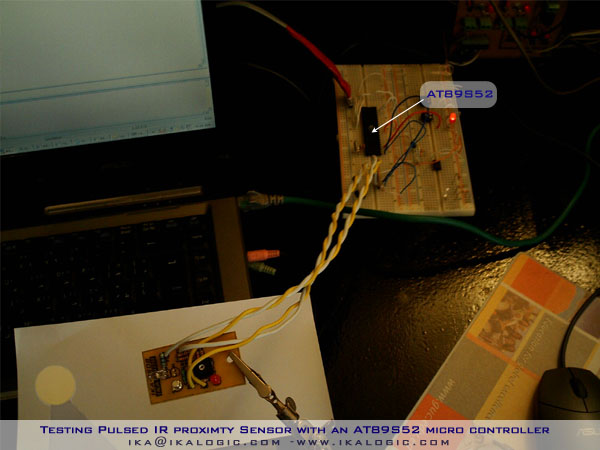 AT89S52
Testing Pulsed IR proximty Sensor with an AT89S52 micro controller
ika@ikalogic.com -www.ikalogic.com